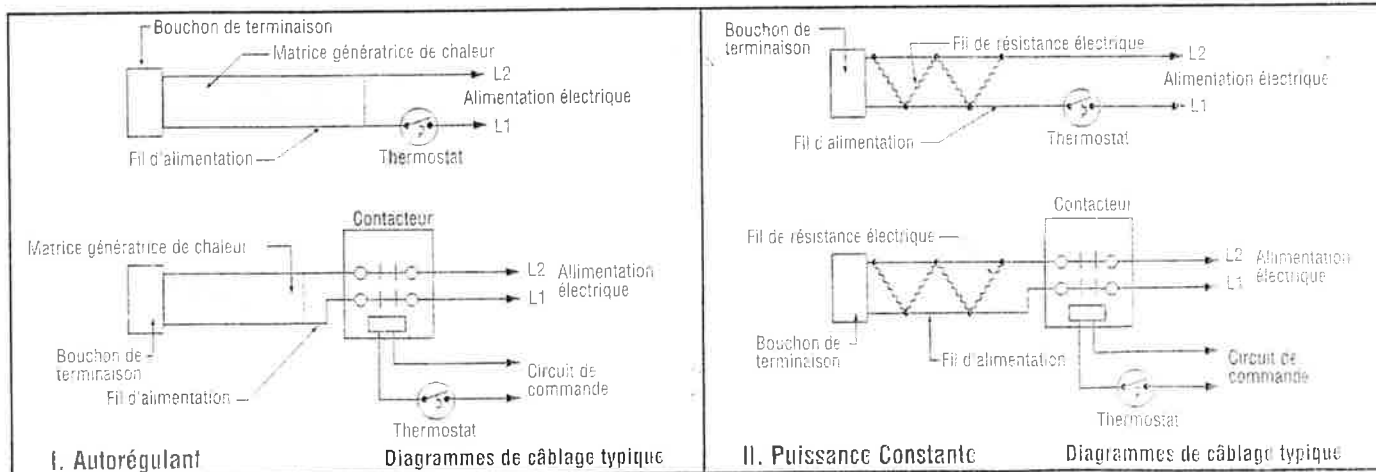 Bouchon de terminaison
Matrice génératrice de chaleur
L2
Alimentation électrique
L1
Fil d'alimentation
Thermostat
Contacteur
Matrice génératrice de chaleur
L2
Allimentation
électrique
L1
Bouchon de
terminaison
Circuit de
commande
Fil d'alimentation
Thermostat
I. Autorégulant
Diagrammes de câblage typique
Bouchon de
terminaison
Fil de résistance électrique
L2
Alimentation électrique
L1
Fil d'alimentation
Thermostat
Contacteur
Fil de résistance électrique
L2
Alimentation
électrique
L1
Bouchon de
terminaison
Fil d'alimentation
Circuit de
commande
Thermostat
II. Puissance Constante
Diagrammes de câblage typique